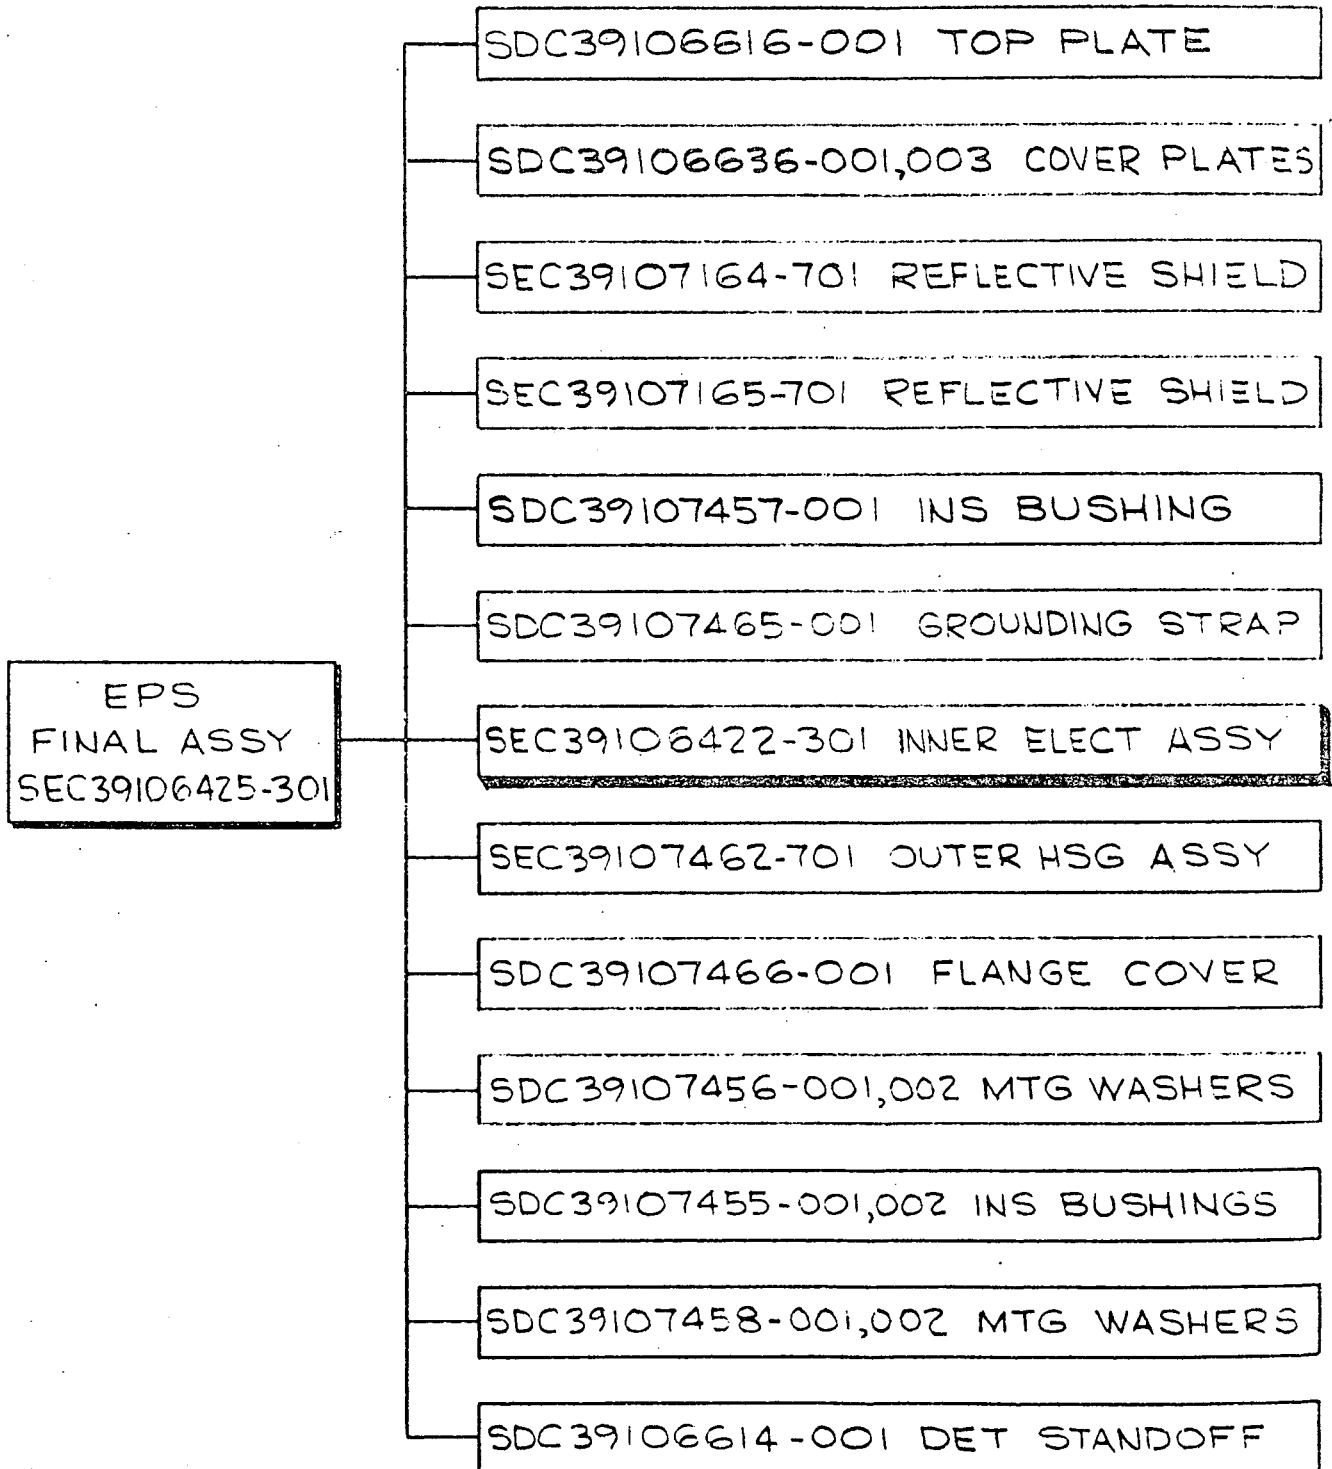 SDC39106616-001 TOP PLATE
SDC39106636-001,003 COVER PLATES
SEC39107164-701 REFLECTIVE SHIELD
SEC39107165-701 REFLECTIVE SHIELD
SDC39107457-001 INS BUSHING
SDC39107465-001 GROUNDING STRAP
EPS
FINAL ASSY
SEC39106425-301
SEC39106422-301 INNER ELECT ASSY
SEC39107462-701 OUTER HSG ASSY
SDC39107466-001 FLANGE COVER
SDC39107456-001,002 MTG WASHERS
SDC39107455-001,002 INS BUSHINGS
SDC39107458-001,002 MTG WASHERS
SDC39106614-001 DET STANDOFF